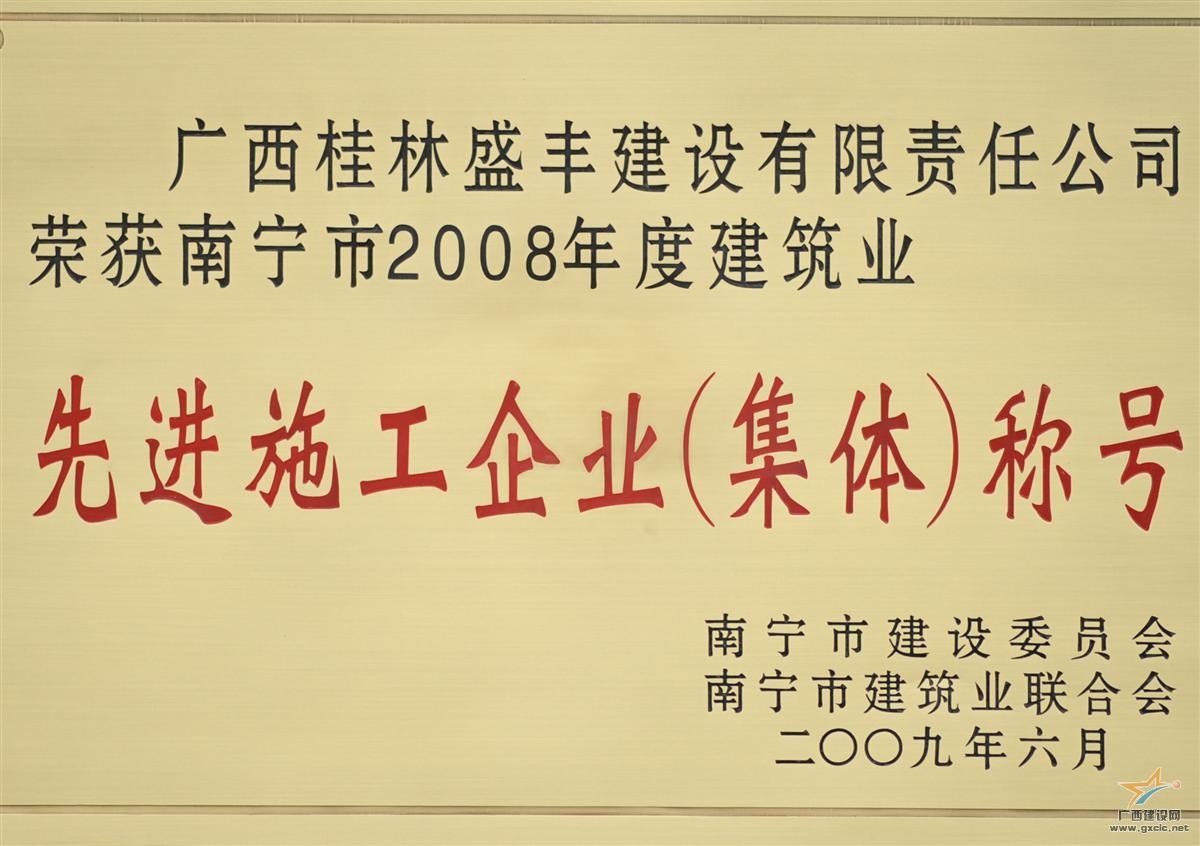 广西桂林盛丰建设有限责任公司
荣获南宁市2008年度建筑业
先进施工企业(集体)称号
南宁市建设委员会
南宁市建筑业联合会
二〇〇九年六月
广西建设网
www.gxcic.net